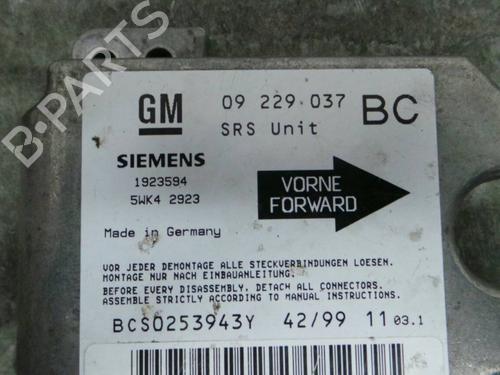 GM 09 229 037 BC
SRS Unit
SIEMENS
1923594
5WK4 2923
VORNE
FORWARD
Made in Germany
VOR JEDER DEMONTAGE ALLE STECKVERBINDUNGEN LOESEN.
MONTAGE NUR NACH EINBAUANLEITUNG.
BEFORE EVERY DISASSEMBLY, DETACH ALL CONNECTORS.
ASSEMBLE STRICTLY ACCORDING TO MANUAL INSTRUCTIONS.
BCS0253943Y 42/99 11 03.1